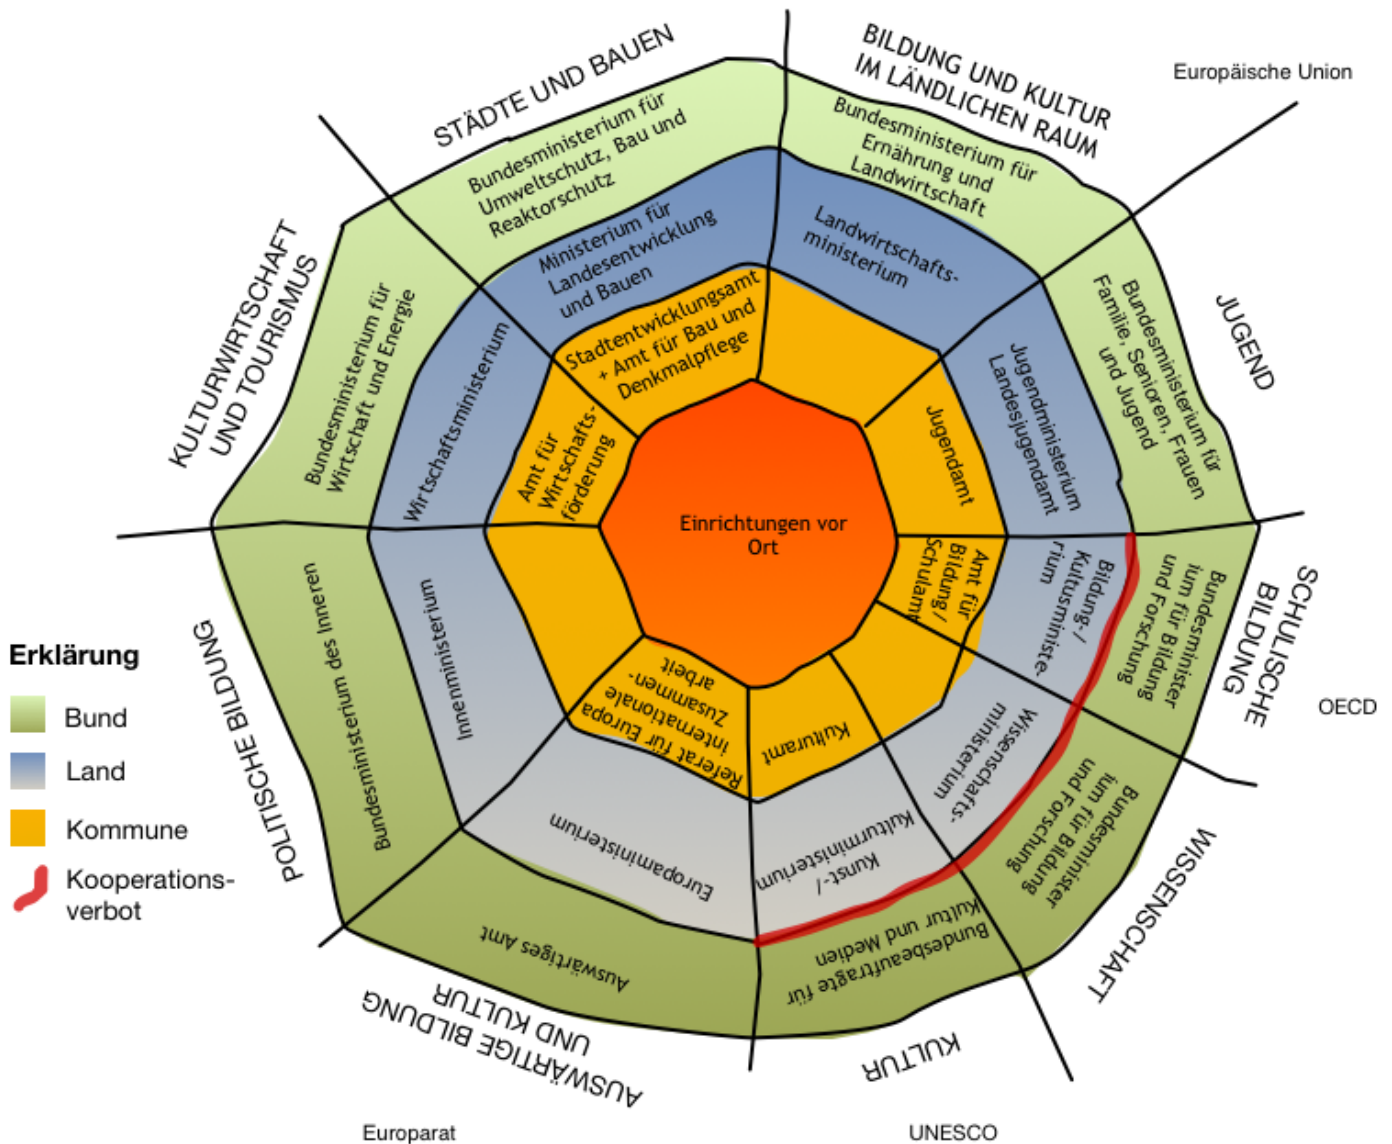 STÄDTE UND BAUEN
Bundesministerium für
Umweltschutz, Bau und
Reaktorschutz
Ministerium für
Landesentwicklung
und Bauen
Stadtentwicklungsamt
+ Amt für Bau und
Denkmalpflege
BILDUNG UND KULTUR
IM LÄNDLICHEN RAUM
Bundesministerium für
Ernährung und
Landwirtschaft
Landwirtschafts-
ministerium
Europäische Union
JUGEND
Bundesministerium für
Familie, Senioren, Frauen
und Jugend
Jugendministerium
Landesjugendamt
Jugendamt
SCHULISCHE
BILDUNG
Bundesminister
ium für Bildung
und Forschung
Bildung-/
Kultusministe-
rium
Amt für
Bildung/
Schulamt
OECD
WISSENSCHAFT
Bundesminister
ium für Bildung
und Forschung
Wissenschafts-
ministerium
KULTUR
Bundesbeauftragte für
Kultur und Medien
Kunst-/
Kulturministerium
Kulturamt
UNESCO
AUSWÄRTIGE BILDUNG
UND KULTUR
Auswärtiges Amt
Europaministerium
Referat für Europa
internationale
Zusammen-
arbeit
Europarat
POLITISCHE BILDUNG
Bundesministerium des Inneren
Innenministerium
KULTURWIRTSCHAFT
UND TOURISMUS
Bundesministerium für
Wirtschaft und Energie
Wirtschaftsministerium
Amt für
Wirtschafts-
förderung
Einrichtungen vor
Ort
Erklärung
Bund
Land
Kommune
Kooperations-
verbot